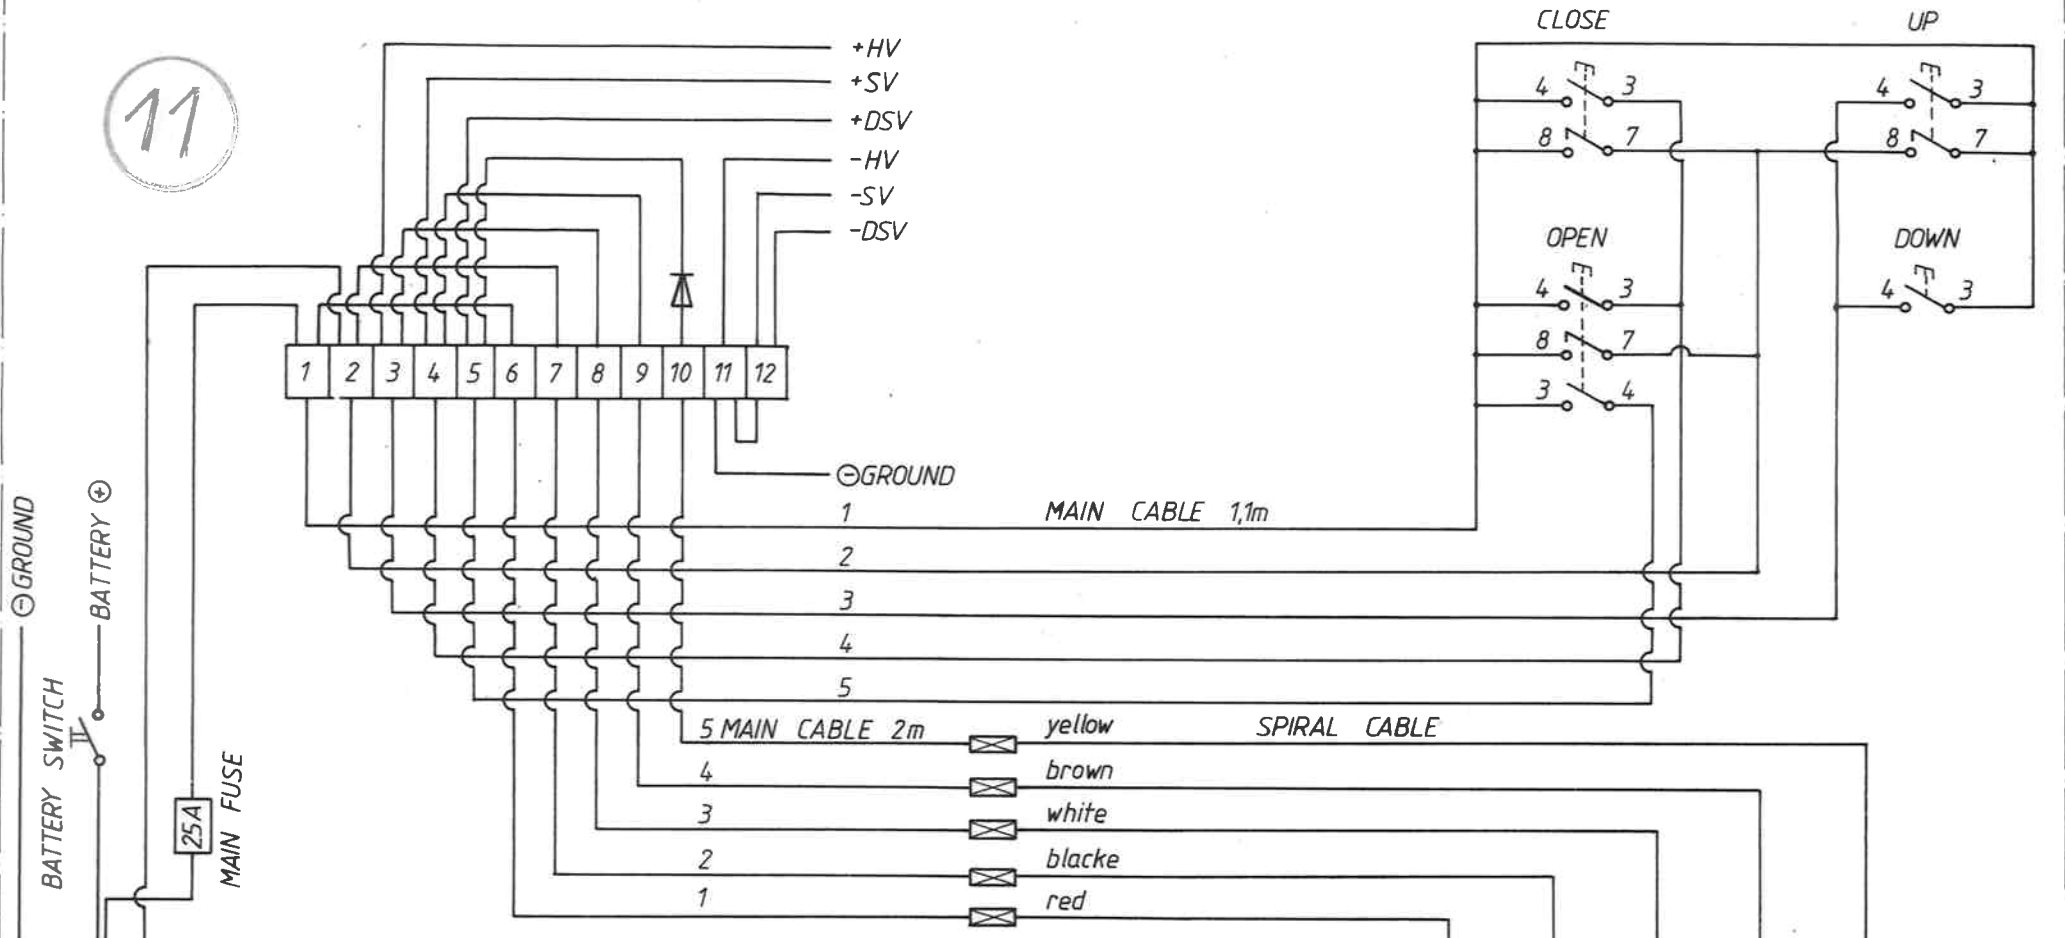 CLOSE UP
11
+HV
+SV
+DSV
-HV
-SV
-DSV
4 3 4 3
8 7 8 7
OPEN DOWN
4 3 4 3
8 7
3 4
1 2 3 4 5 6 7 8 9 10 11 12
⊖GROUND
1 MAIN CABLE 1,1m
2
3
4
5
5 MAIN CABLE 2m yellow SPIRAL CABLE
4 brown
3 white
2 blacke
1 red
⊖GROUND
BATTERY ⊕
BATTERY SWITCH
25A
MAIN FUSE